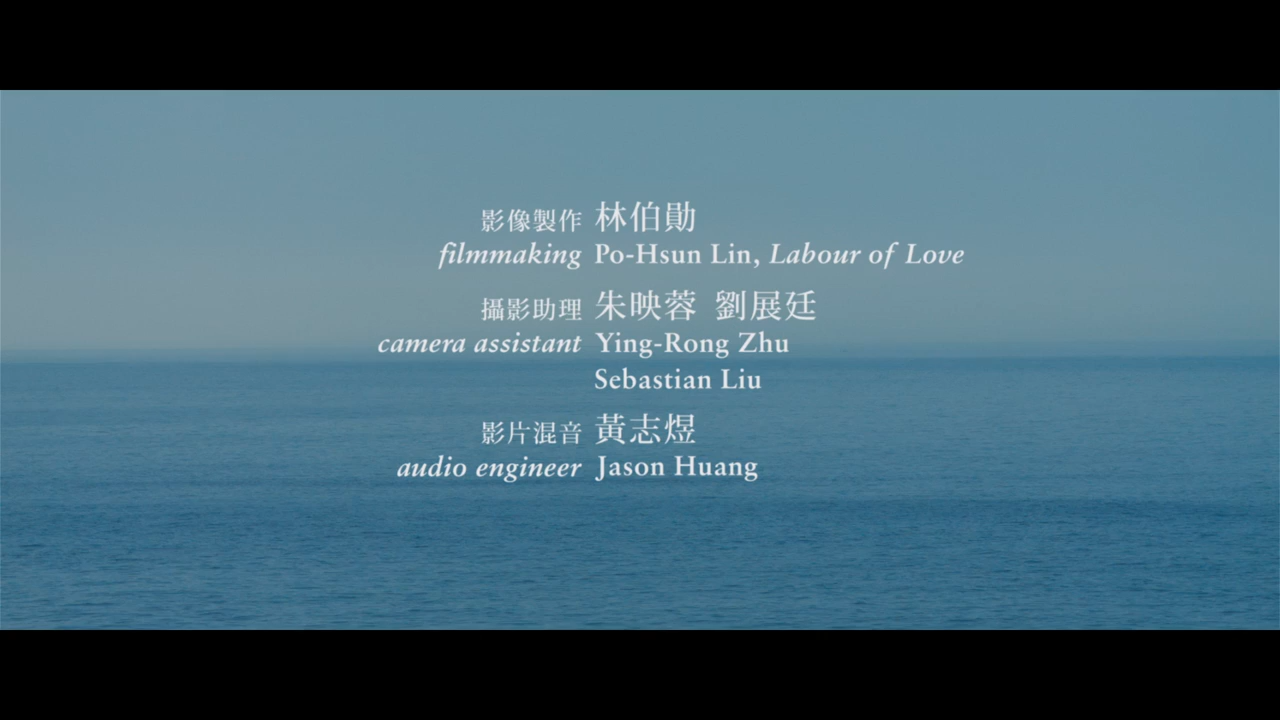 影像製作 林伯勛
filmmaking Po-Hsun Lin, Labour of Love
攝影助理 朱映蓉 劉展廷
camera assistant Ying-Rong Zhu
Sebastian Liu
影片混音 黃志煜
audio engineer Jason Huang